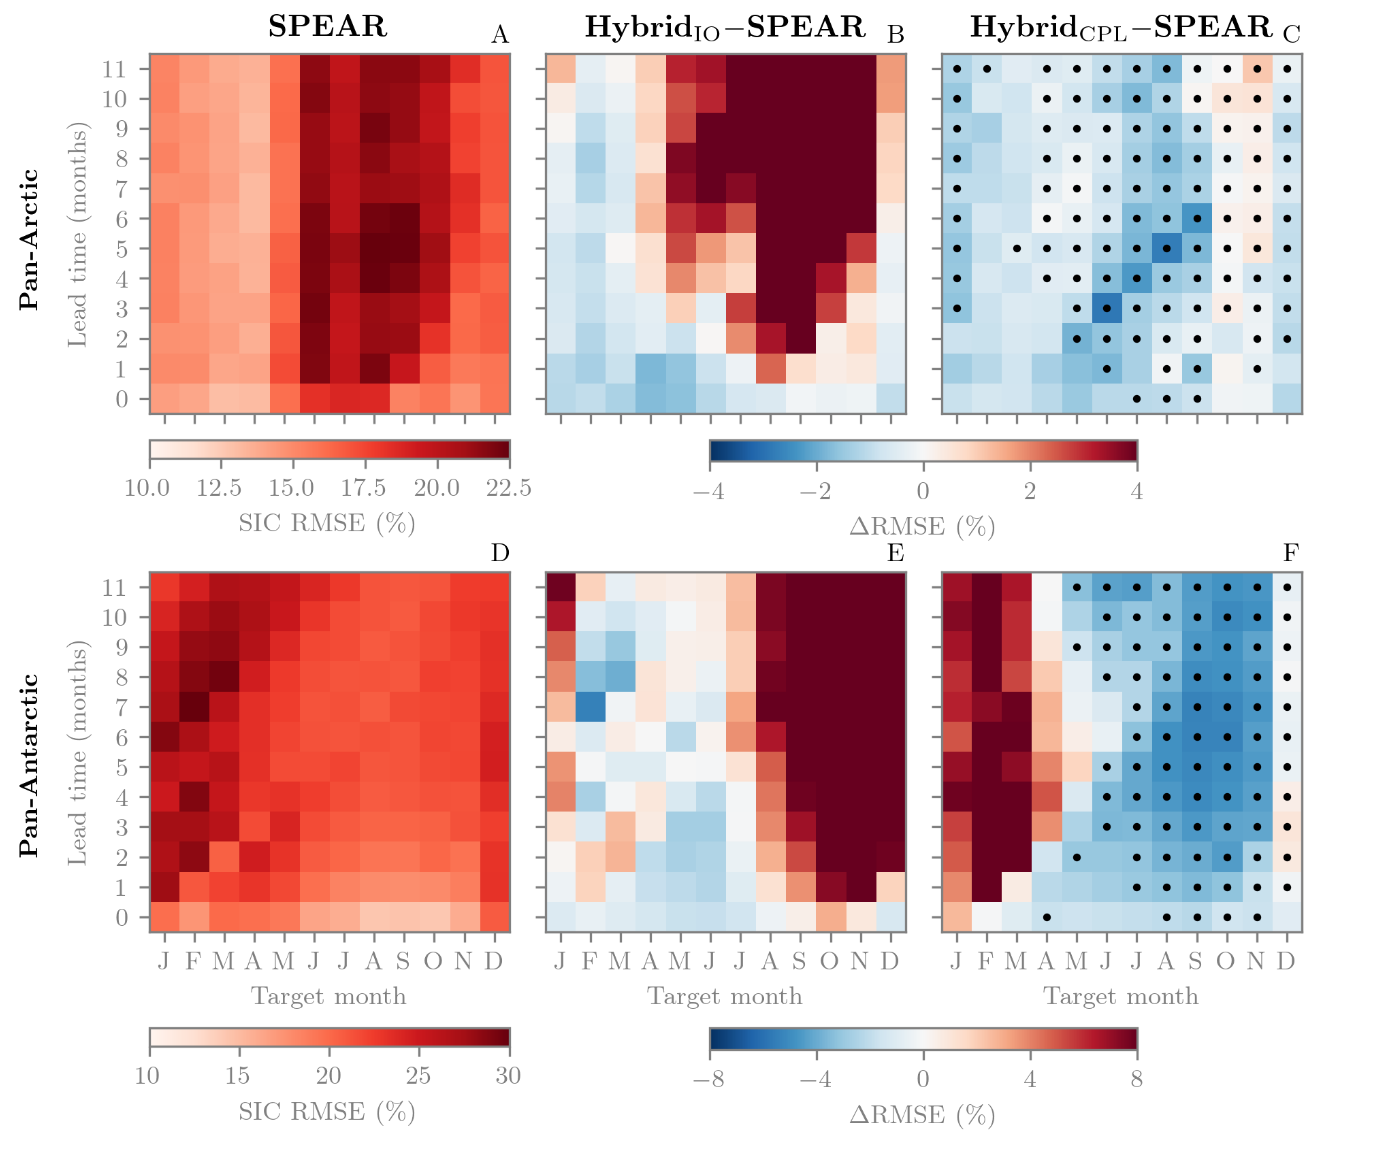 SPEAR
A
Hybrid_IO−SPEAR
B
Hybrid_CPL−SPEAR
C
Pan-Arctic
Lead time (months)
11
10
9
8
7
6
5
4
3
2
1
0
10.0 12.5 15.0 17.5 20.0 22.5
SIC RMSE (%)
−4 −2 0 2 4
ΔRMSE (%)
D
E
F
Pan-Antarctic
Lead time (months)
11
10
9
8
7
6
5
4
3
2
1
0
J F M A M J J A S O N D
J F M A M J J A S O N D
J F M A M J J A S O N D
Target month
Target month
Target month
10 15 20 25 30
SIC RMSE (%)
−8 −4 0 4 8
ΔRMSE (%)